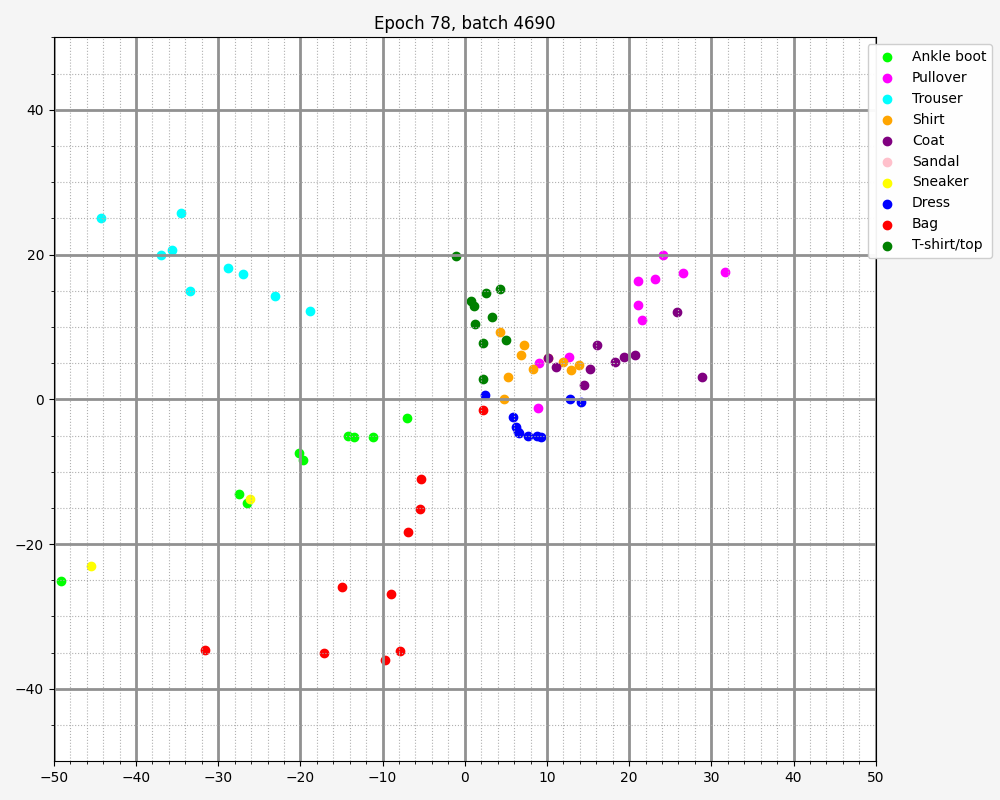 Epoch 78, batch 4690
Ankle boot
Pullover
Trouser
Shirt
Coat
Sandal
Sneaker
Dress
Bag
T-shirt/top
40
20
0
−20
−40
−50 −40 −30 −20 −10 0 10 20 30 40 50